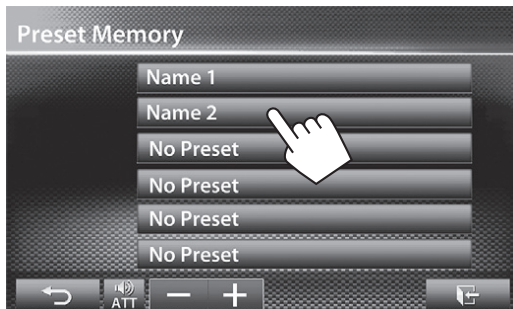 Preset Memory
Name 1
Name 2
No Preset
No Preset
No Preset
No Preset
ATT